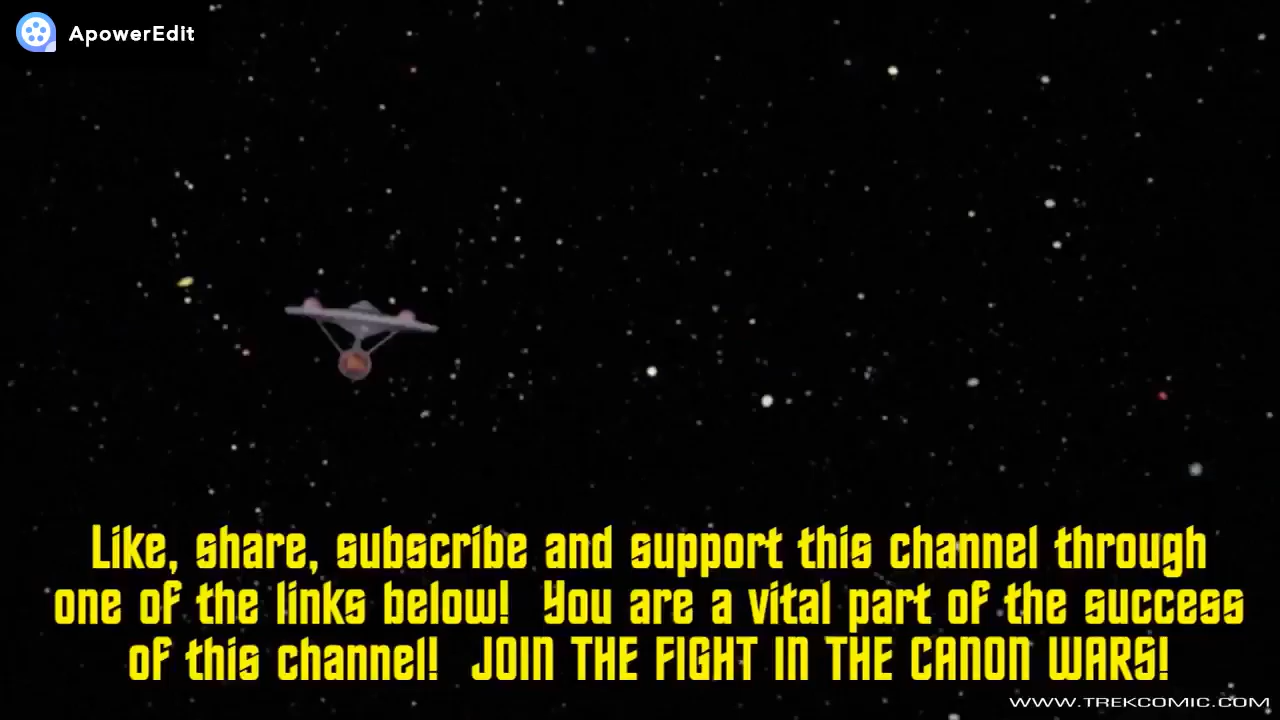 ApowerEdit
Like, share, subscribe and support this channel through
one of the links below!  You are a vital part of the success
of this channel!  JOIN THE FIGHT IN THE CANON WARS!
WWW.TREKCOMIC.COM